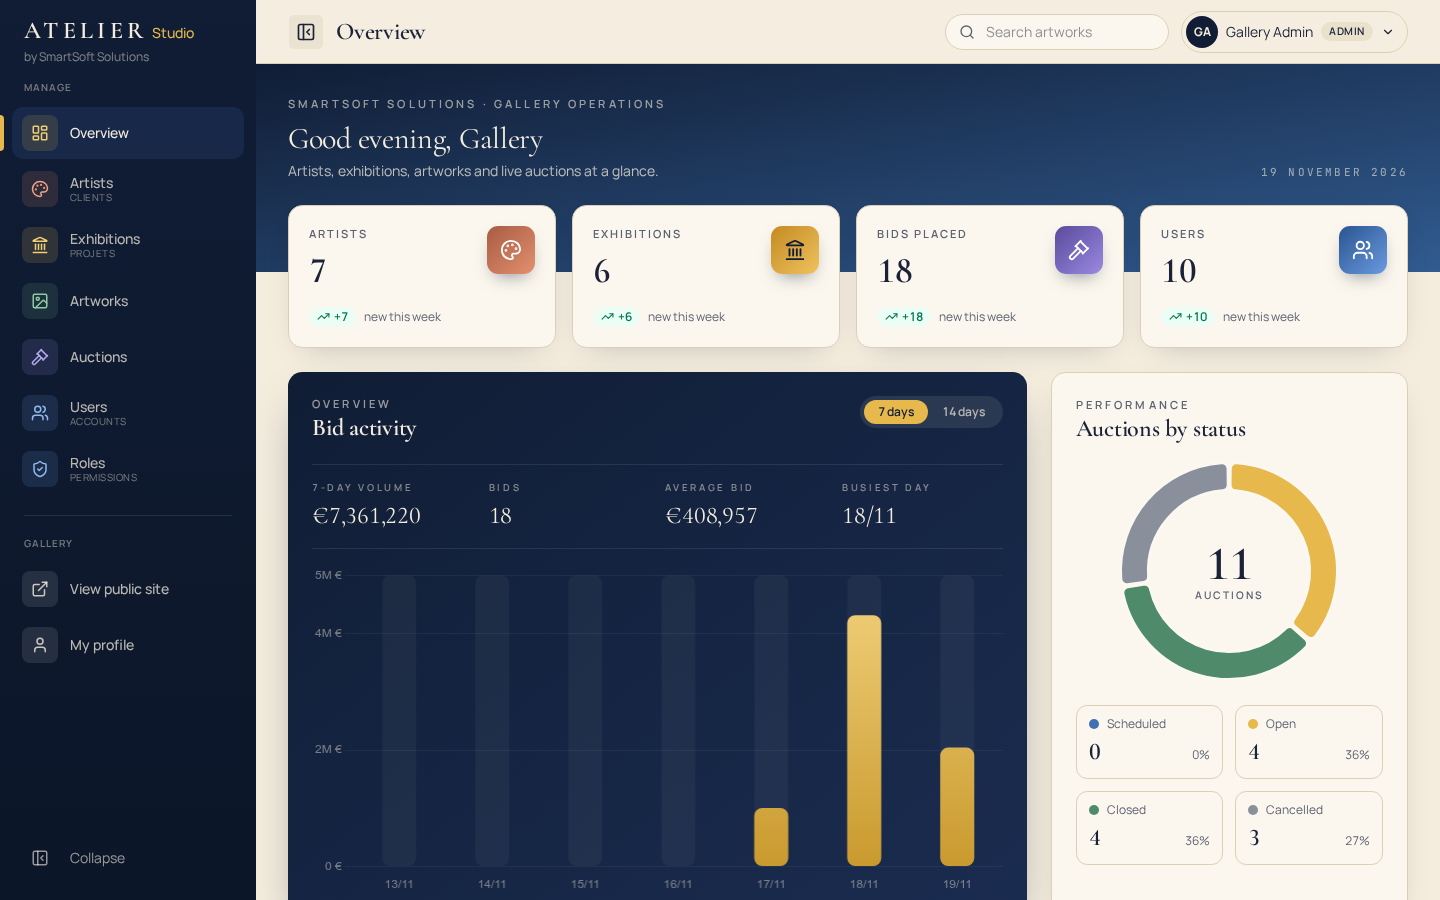 ATELIER Studio
by SmartSoft Solutions
MANAGE
Overview
Artists
CLIENTS
Exhibitions
PROJETS
Artworks
Auctions
Users
ACCOUNTS
Roles
PERMISSIONS
GALLERY
View public site
My profile
Collapse
Overview
Search artworks
GA Gallery Admin ADMIN
SMARTSOFT SOLUTIONS · GALLERY OPERATIONS
Good evening, Gallery
Artists, exhibitions, artworks and live auctions at a glance.
19 NOVEMBER 2026
ARTISTS
7
+7 new this week
EXHIBITIONS
6
+6 new this week
BIDS PLACED
18
+18 new this week
USERS
10
+10 new this week
OVERVIEW
Bid activity
7 days 14 days
7-DAY VOLUME
€7,361,220
BIDS
18
AVERAGE BID
€408,957
BUSIEST DAY
18/11
5M €
4M €
2M €
0 €
13/11 14/11 15/11 16/11 17/11 18/11 19/11
PERFORMANCE
Auctions by status
11
AUCTIONS
Scheduled
0 0%
Open
4 36%
Closed
4 36%
Cancelled
3 27%